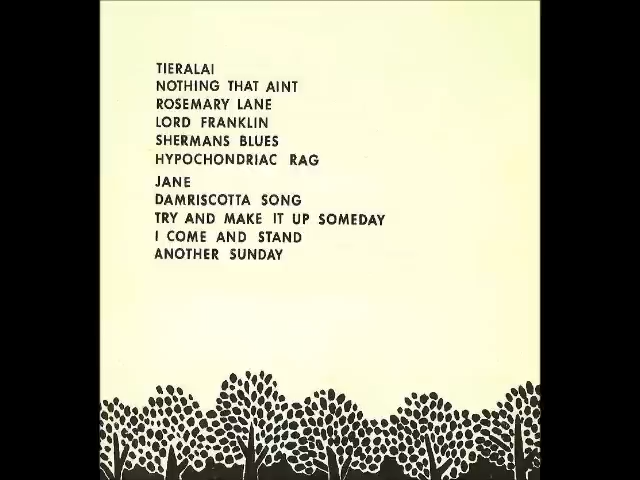 TIERALAI
NOTHING THAT AINT
ROSEMARY LANE
LORD FRANKLIN
SHERMANS BLUES
HYPOCHONDRIAC RAG
JANE
DAMRISCOTTA SONG
TRY AND MAKE IT UP SOMEDAY
I COME AND STAND
ANOTHER SUNDAY